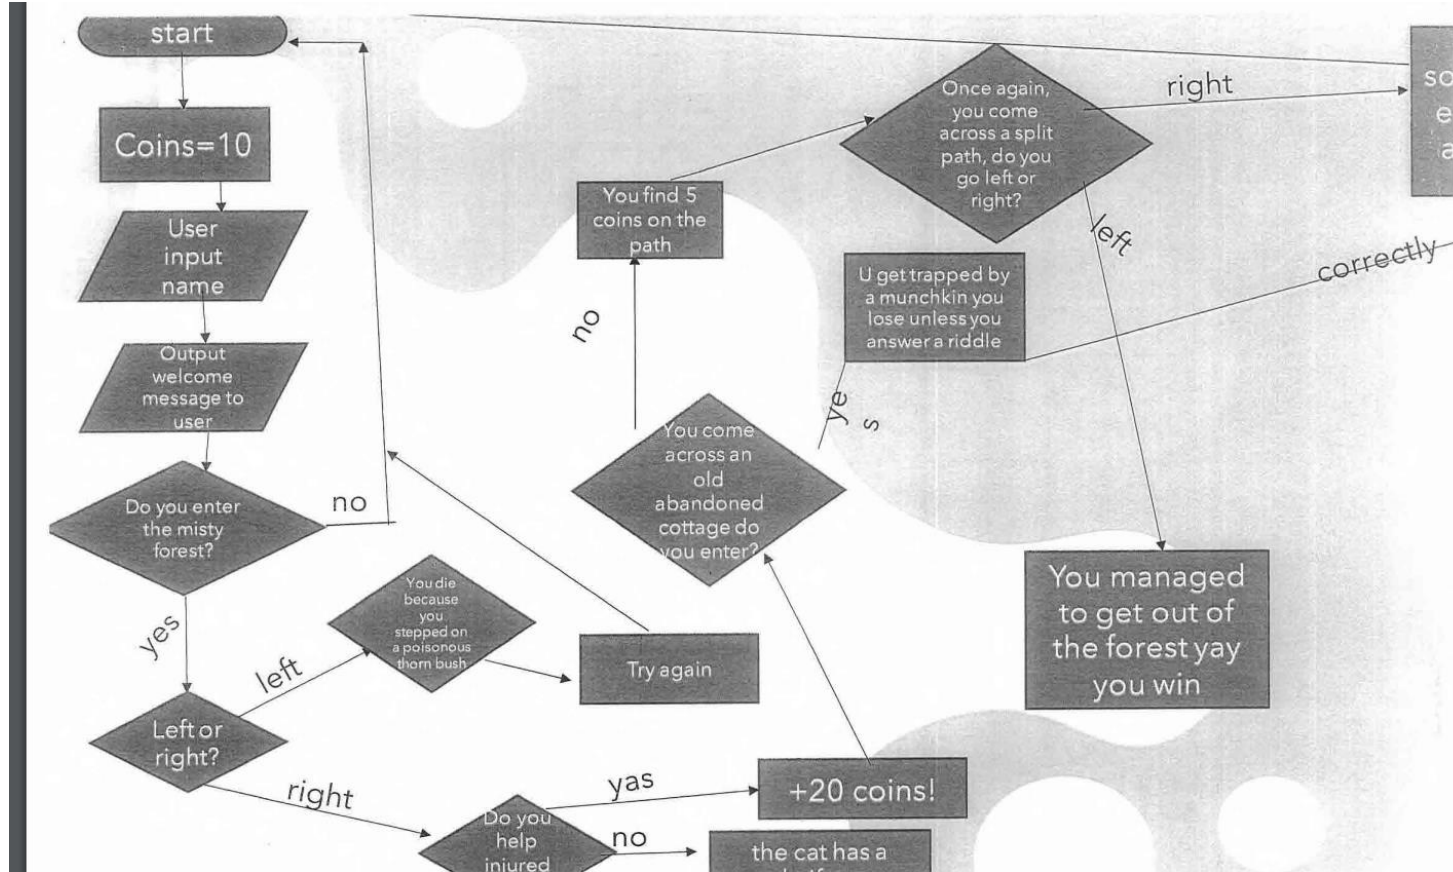 start
Coins=10
User
input
name
Output
welcome
message to
user
Do you enter
the misty
forest?
no
yes
Left or
right?
left
You die
because
you
stepped on
a poisonous
thorn bush
Try again
right
Do you
help
injured
yas
+20 coins!
no
the cat has a
You come
across an
old
abandoned
cottage do
you enter?
no
You find 5
coins on the
path
ye
s
U get trapped by
a munchkin you
lose unless you
answer a riddle
correctly
Once again,
you come
across a split
path, do you
go left or
right?
right
so
e
a
left
You managed
to get out of
the forest yay
you win